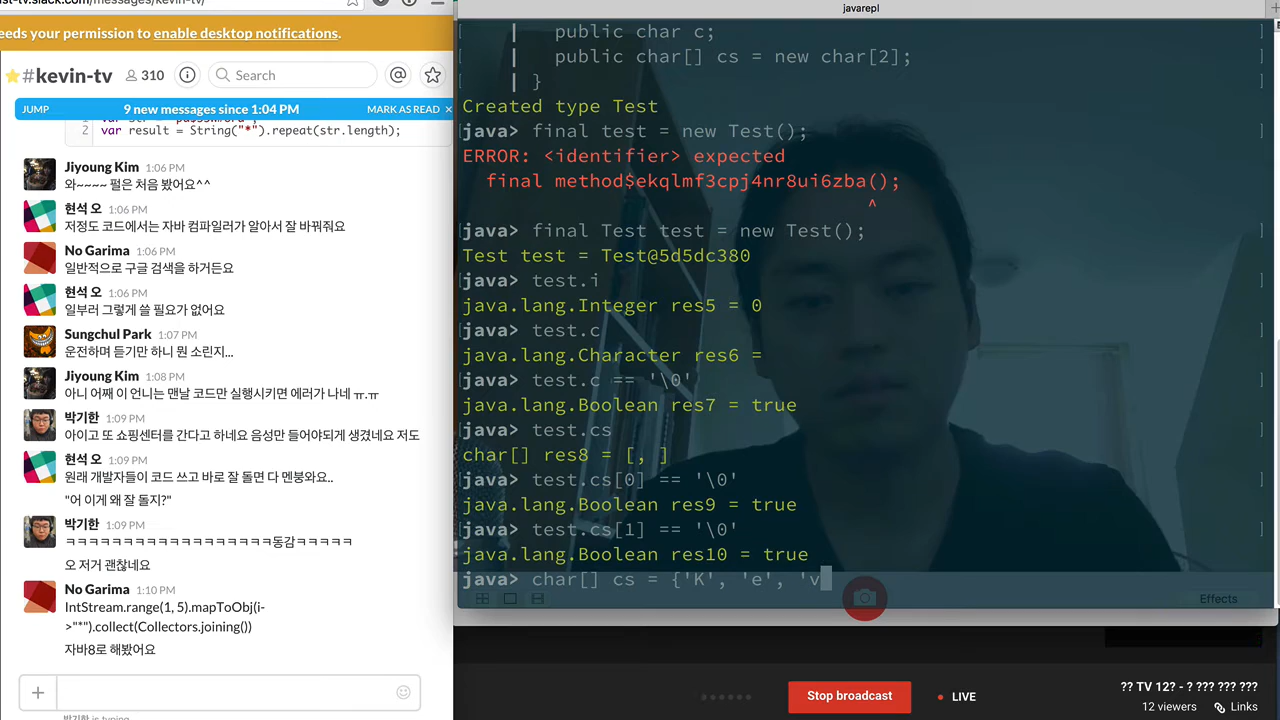 st-tv.slack.com/messages/kevin-tv/
eeds your permission to enable desktop notifications.
#kevin-tv
310
Search
JUMP
9 new messages since 1:04 PM
MARK AS READ
2 var result = String("*").repeat(str.length);
Jiyoung Kim 1:06 PM
와~~~~ 펄은 처음 봤어요^^
현석 오 1:06 PM
저정도 코드에서는 자바 컴파일러가 알아서 잘 바꿔줘요
No Garima 1:06 PM
일반적으로 구글 검색을 하거든요
현석 오 1:06 PM
일부러 그렇게 쓸 필요가 없어요
Sungchul Park 1:07 PM
운전하며 듣기만 하니 뭔 소린지...
Jiyoung Kim 1:08 PM
아니 어째 이 언니는 맨날 코드만 실행시키면 에러가 나네 ㅠ.ㅠ
박기한 1:09 PM
아이고 또 쇼핑센터를 간다고 하네요 음성만 들어야되게 생겼네요 저도
현석 오 1:09 PM
원래 개발자들이 코드 쓰고 바로 잘 돌면 다 멘붕와요..
"어 이게 왜 잘 돌지?"
박기한 1:09 PM
ㅋㅋㅋㅋㅋㅋㅋㅋㅋㅋㅋㅋㅋㅋㅋㅋㅋㅋ동감ㅋㅋㅋㅋㅋ
오 저거 괜찮네요
No Garima 1:10 PM
IntStream.range(1, 5).mapToObj(i-
>"*").collect(Collectors.joining())
자바8로 해봤어요
박기한 is typing
javarepl
| public char c;
| public char[] cs = new char[2];
| }
Created type Test
java> final test = new Test();
ERROR: <identifier> expected
final method$ekqlmf3cpj4nr8ui6zba();
^
java> final Test test = new Test();
Test test = Test@5d5dc380
java> test.i
java.lang.Integer res5 = 0
java> test.c
java.lang.Character res6 =
java> test.c == '\0'
java.lang.Boolean res7 = true
java> test.cs
char[] res8 = [, ]
java> test.cs[0] == '\0'
java.lang.Boolean res9 = true
java> test.cs[1] == '\0'
java.lang.Boolean res10 = true
java> char[] cs = {'K', 'e', 'v
Effects
Stop broadcast
LIVE
?? TV 12? - ? ??? ??? ???
12 viewers
Links